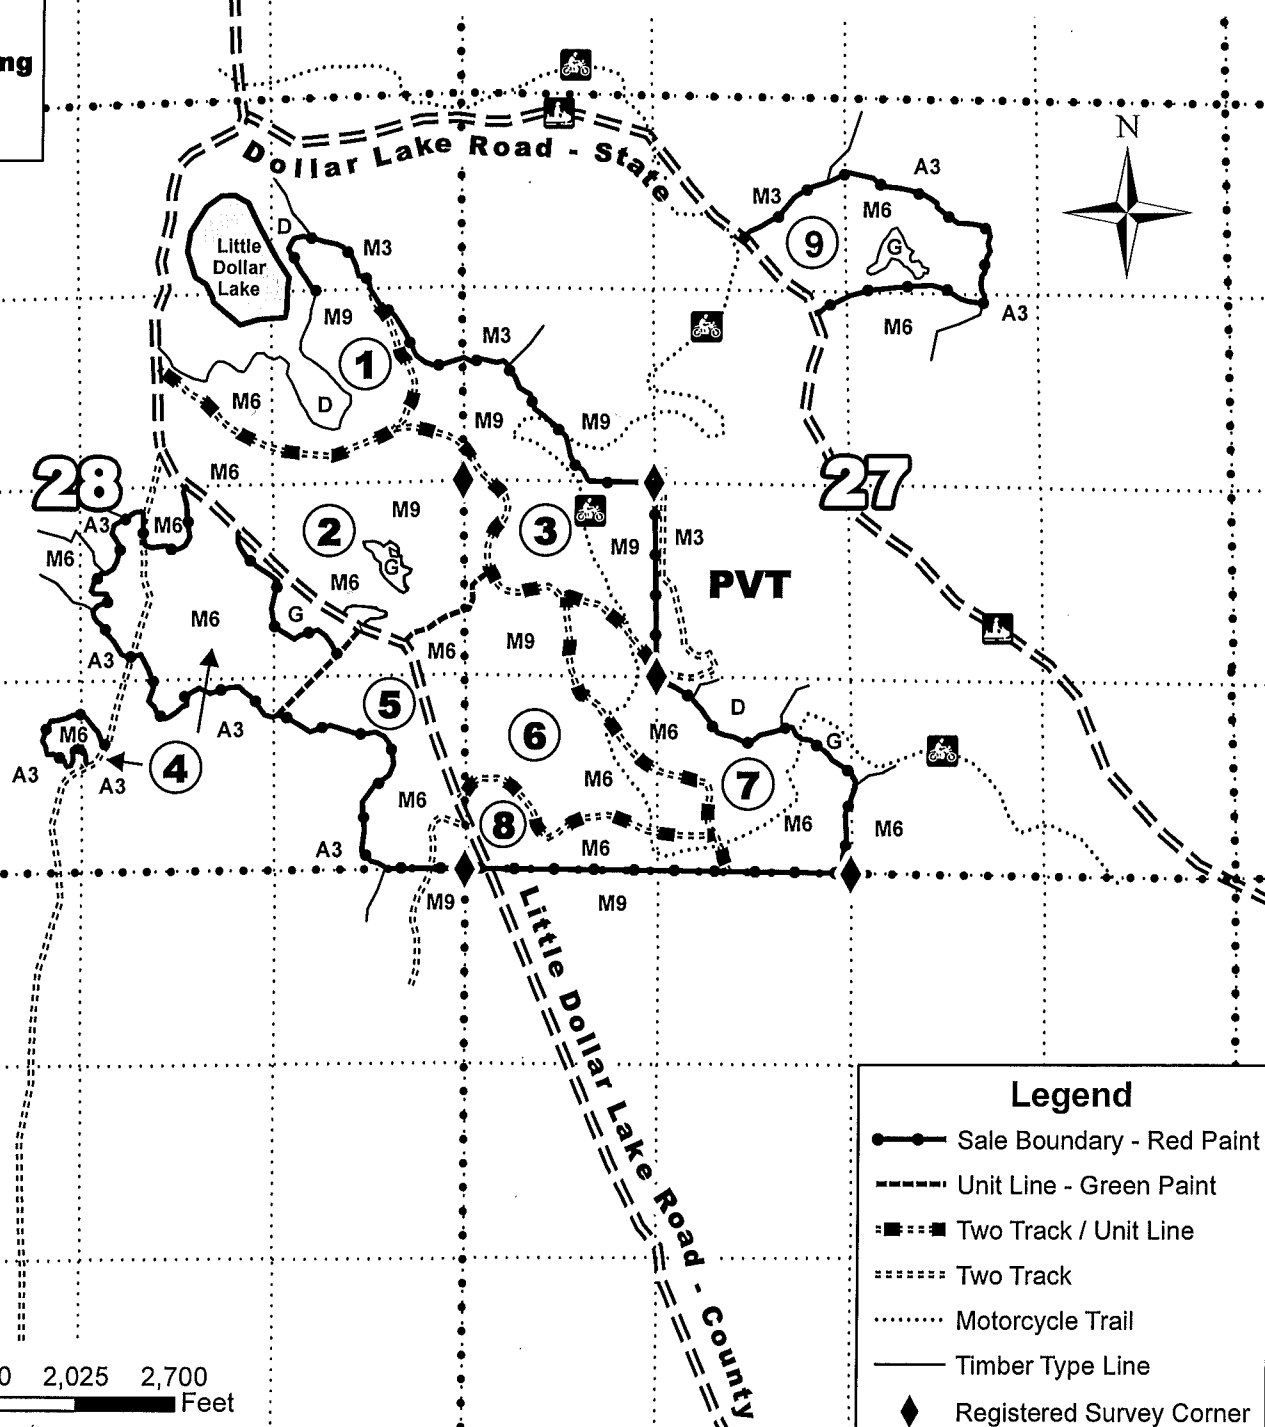 ng
Dollar Lake Road - State
N
A3
M3
M6
9
G
D
Little
Dollar
Lake
M3
M9
A3
M6
M3
1
M6
D
M9
M9
28
M6
27
A3
M6
M9
2
3
M6
M9
M3
G
M6
PVT
M6
G
M9
M6
A3
5
D
M6
6
M6
A3
G
A3
4
A3
M6
7
M6
8
M6
M6
A3
M6
M9
M9
Little Dollar Lake Road - County
Legend
Sale Boundary - Red Paint
Unit Line - Green Paint
Two Track / Unit Line
Two Track
Motorcycle Trail
Timber Type Line
Registered Survey Corner
0 2,025 2,700
Feet